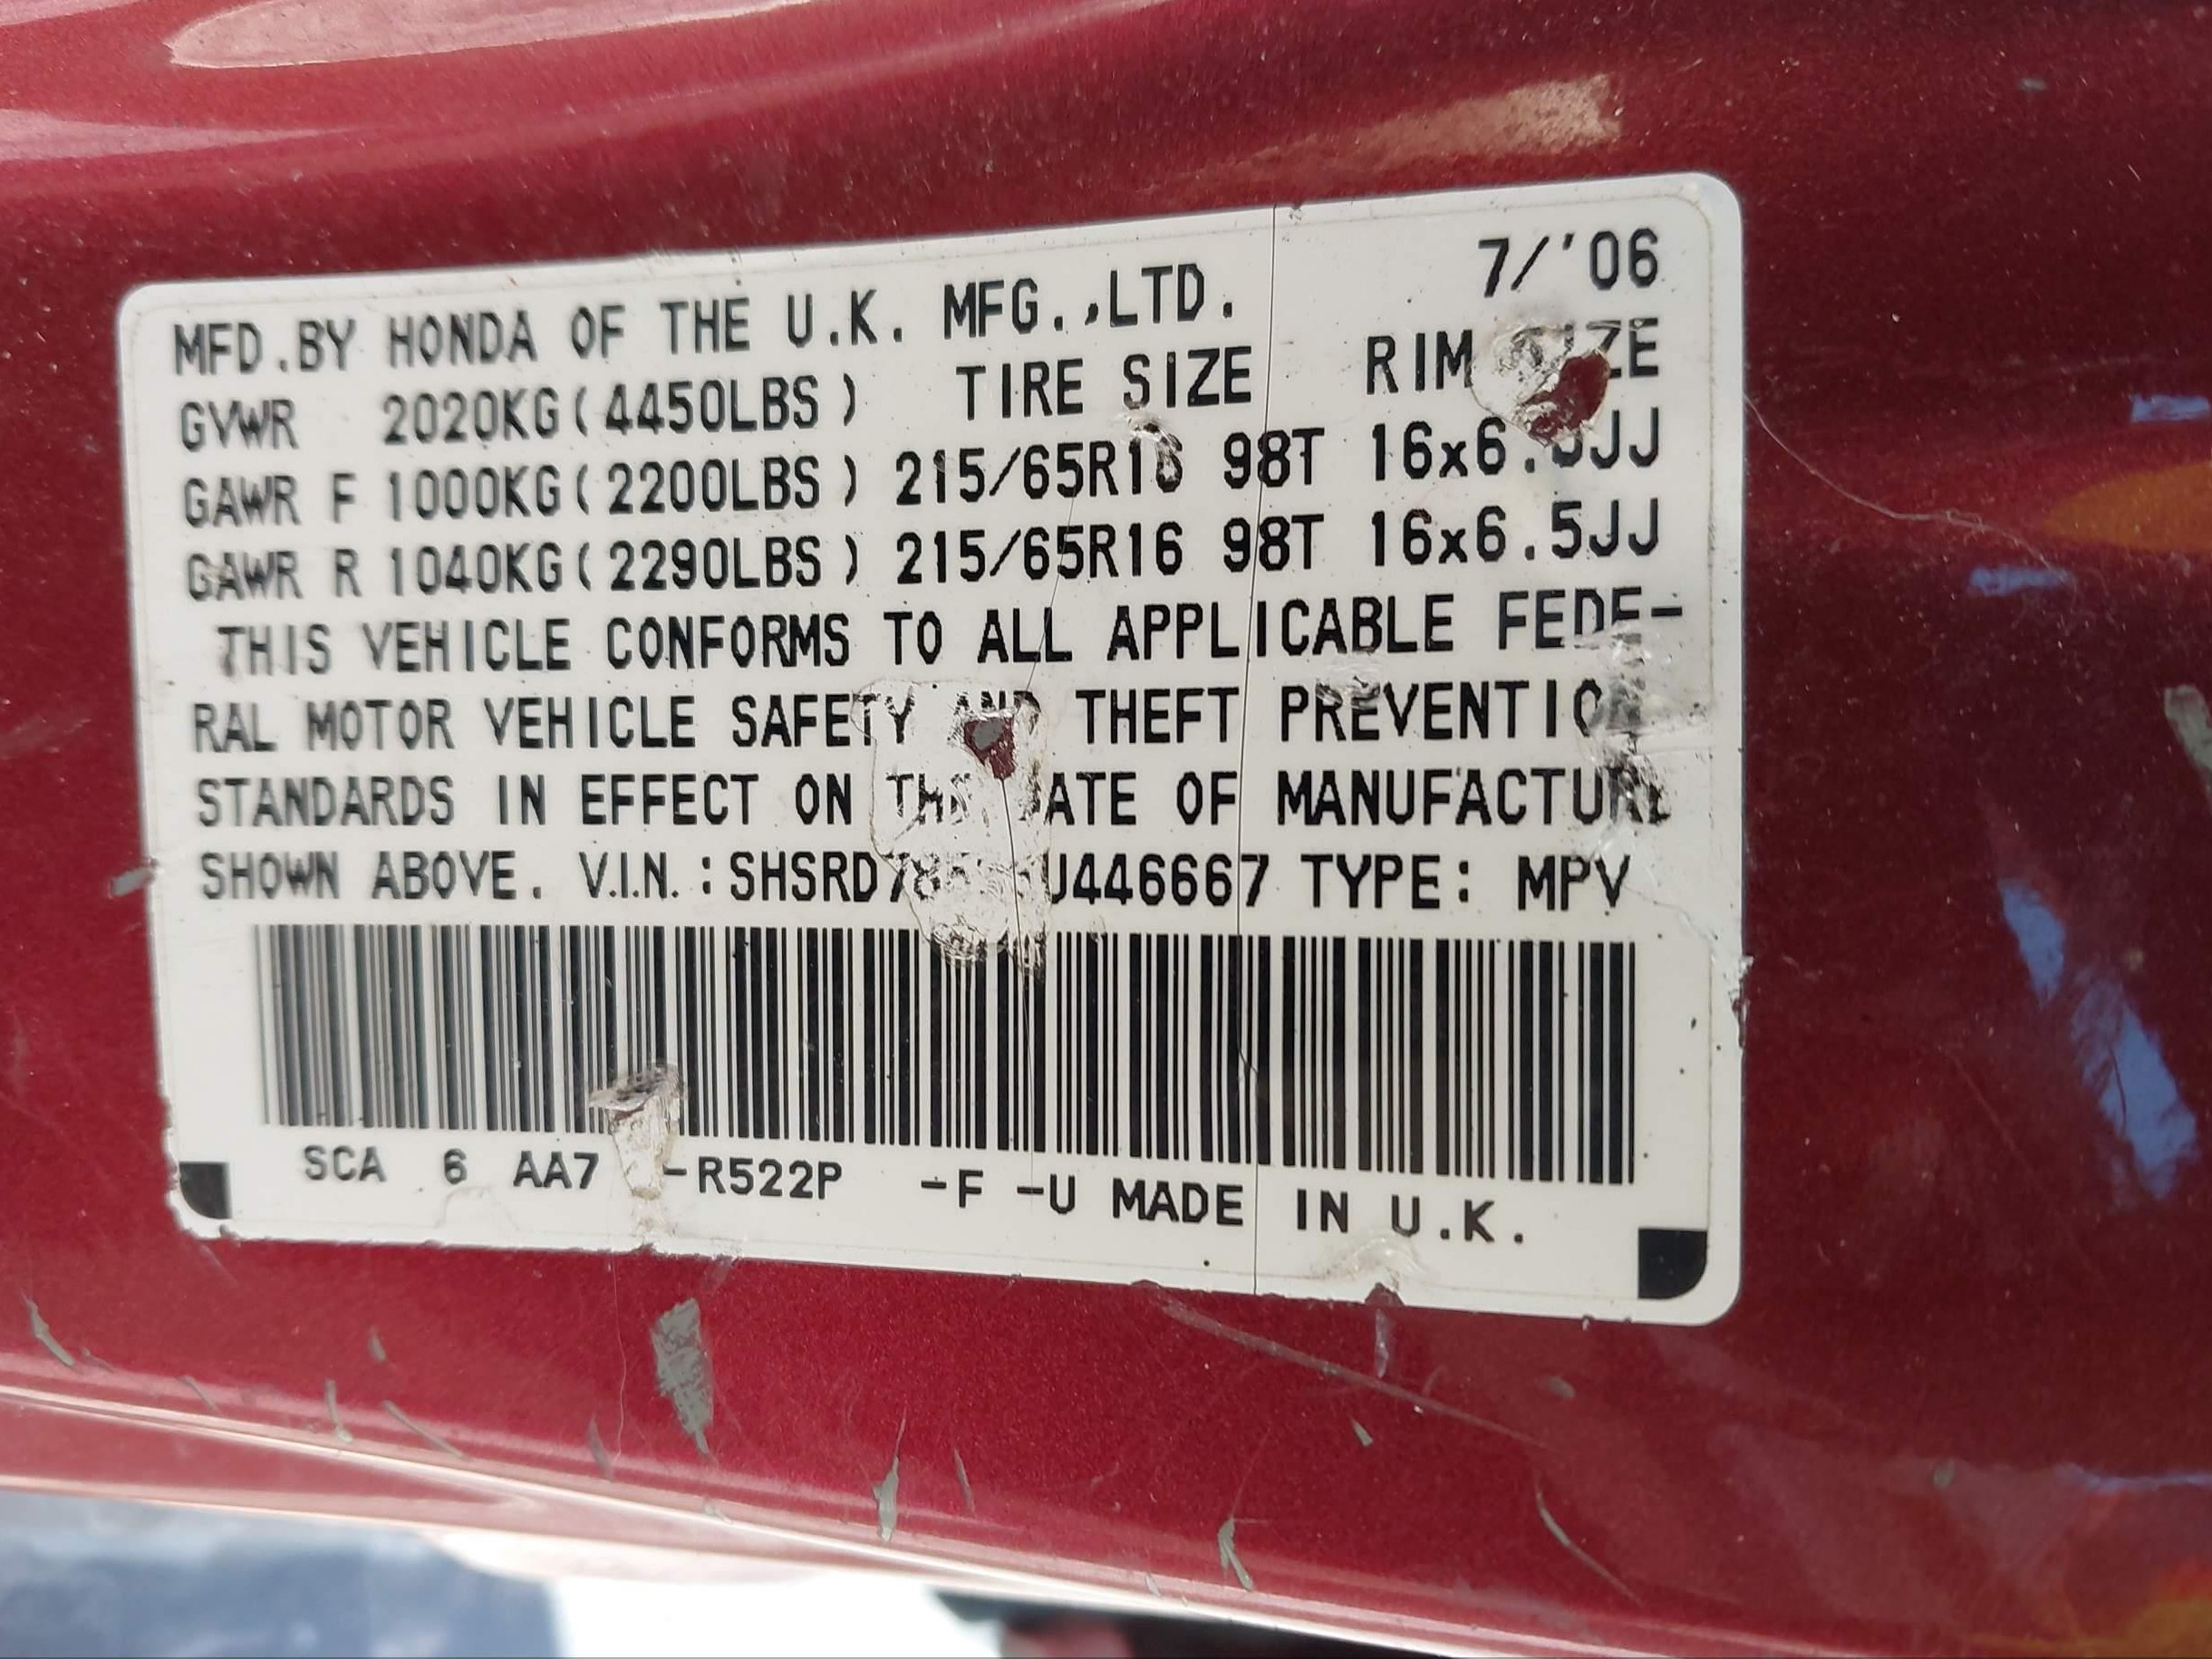 MFD.BY HONDA OF THE U.K. MFG.,LTD. 7/'06
GVWR 2020KG(4450LBS) TIRE SIZE RIM SIZE
GAWR F 1000KG(2200LBS) 215/65R16 98T 16x6.5JJ
GAWR R 1040KG(2290LBS) 215/65R16 98T 16x6.5JJ
THIS VEHICLE CONFORMS TO ALL APPLICABLE FEDE-
RAL MOTOR VEHICLE SAFETY AND THEFT PREVENTION
STANDARDS IN EFFECT ON THE DATE OF MANUFACTURE
SHOWN ABOVE. V.I.N.: TYPE: MPV
SCA 6 AA7 -R522P -F -U MADE IN U.K.